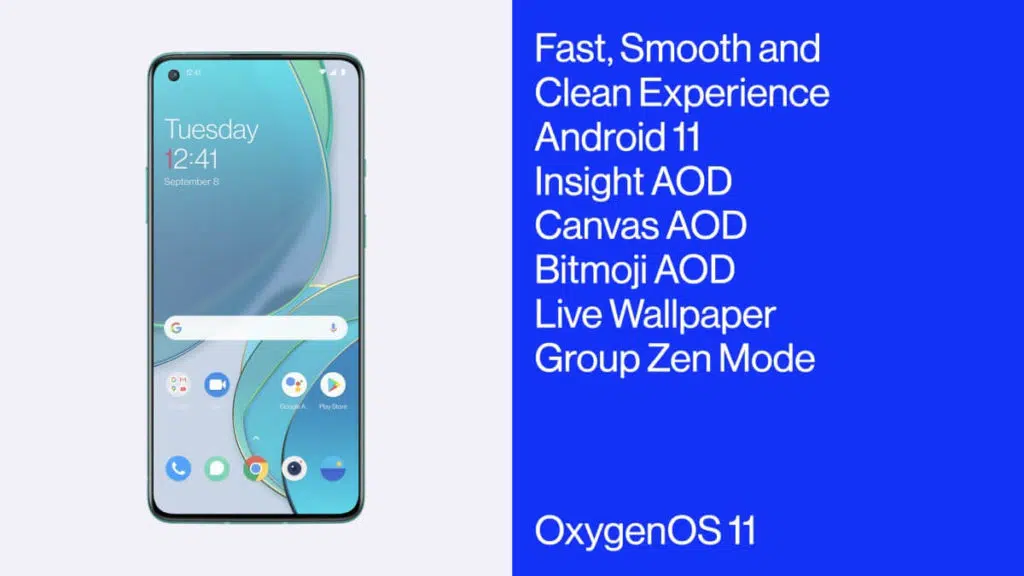 12:41
Tuesday
12:41
September 8
Google A...
Play Store
Fast, Smooth and
Clean Experience
Android 11
Insight AOD
Canvas AOD
Bitmoji AOD
Live Wallpaper
Group Zen Mode
OxygenOS 11